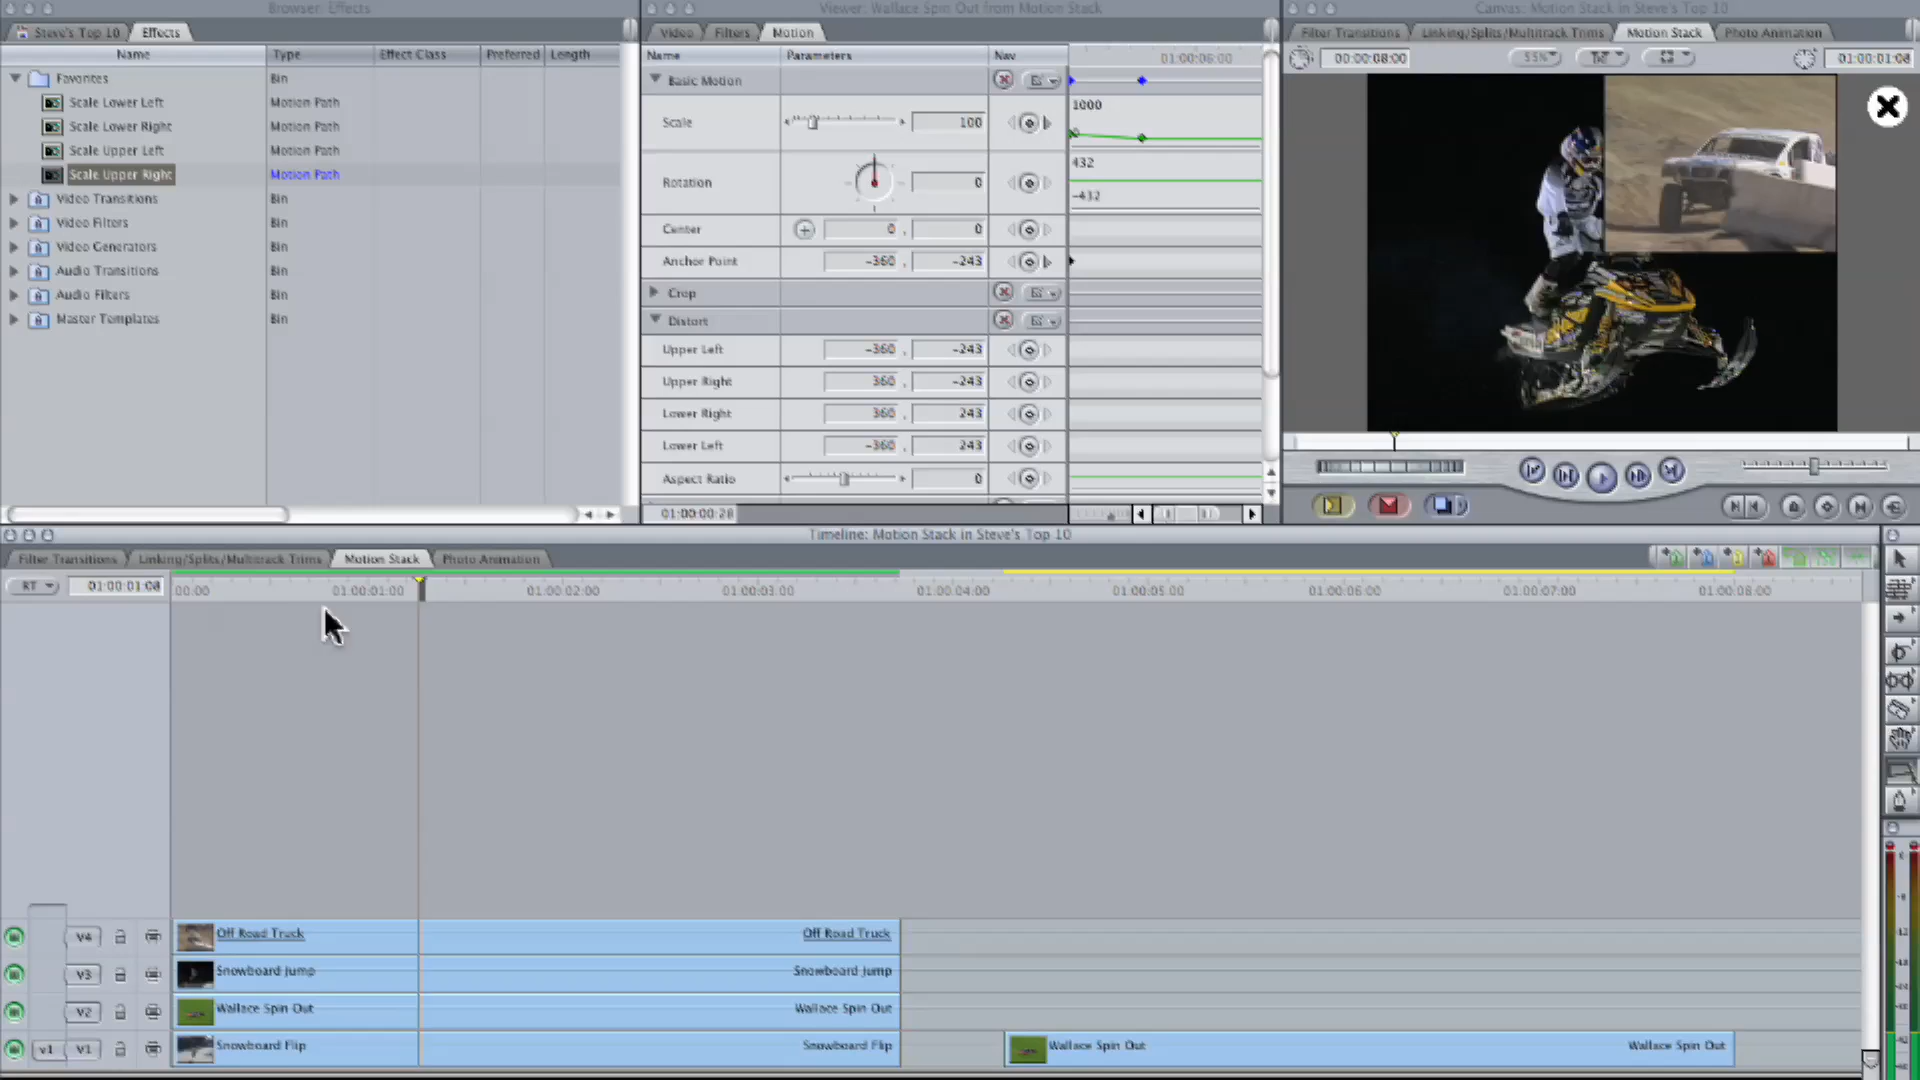 Browser: Effects
Steve's Top 10 Effects
Name Type Effect Class Preferred Length
Favorites Bin
Scale Lower Left Motion Path
Scale Lower Right Motion Path
Scale Upper Left Motion Path
Scale Upper Right Motion Path
Video Transitions Bin
Video Filters Bin
Video Generators Bin
Audio Transitions Bin
Audio Filters Bin
Master Templates Bin
Viewer: Wallace Spin Out from Motion Stack
Video Filters Motion
Name Parameters Nav 01:00:06:00
Basic Motion
Scale 100 1000
0
Rotation 0 432
-432
Center 0 , 0
Anchor Point -360 , -243
Crop
Distort
Upper Left -360 , -243
Upper Right 360 , -243
Lower Right 360 , 243
Lower Left -360 , 243
Aspect Ratio 0
01:00:00:28
Canvas: Motion Stack in Steve's Top 10
Filter Transitions Linking/Splits/Multitrack Trims Motion Stack Photo Animation
00:00:08:00 55% 01:00:01:08
Timeline: Motion Stack in Steve's Top 10
Filter Transitions Linking/Splits/Multitrack Trims Motion Stack Photo Animation
RT 01:00:01:08 00:00 01:00:01:00 01:00:02:00 01:00:03:00 01:00:04:00 01:00:05:00 01:00:06:00 01:00:07:00 01:00:08:00
V4 Off Road Truck Off Road Truck
V3 Snowboard Jump Snowboard Jump
V2 Wallace Spin Out Wallace Spin Out
v1 V1 Snowboard Flip Snowboard Flip Wallace Spin Out Wallace Spin Out